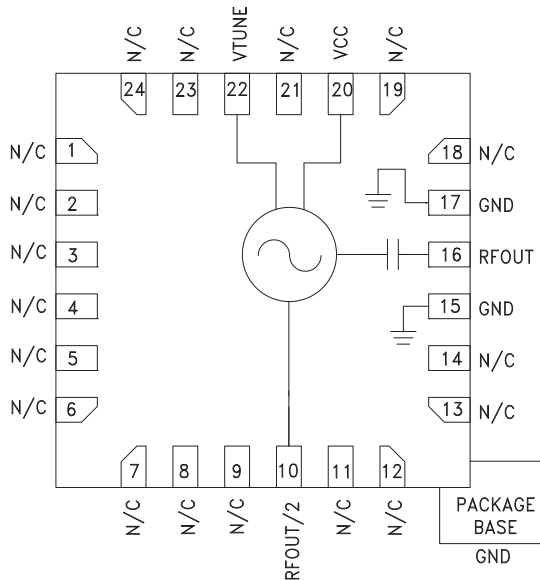 N/C N/C VTUNE N/C VCC N/C
24 23 22 21 20 19
N/C 1 18 N/C
N/C 2 17 GND
N/C 3 16 RFOUT
N/C 4 15 GND
N/C 5 14 N/C
N/C 6 13 N/C
7 8 9 10 11 12
N/C N/C N/C RFOUT/2 N/C N/C
PACKAGE
BASE
GND